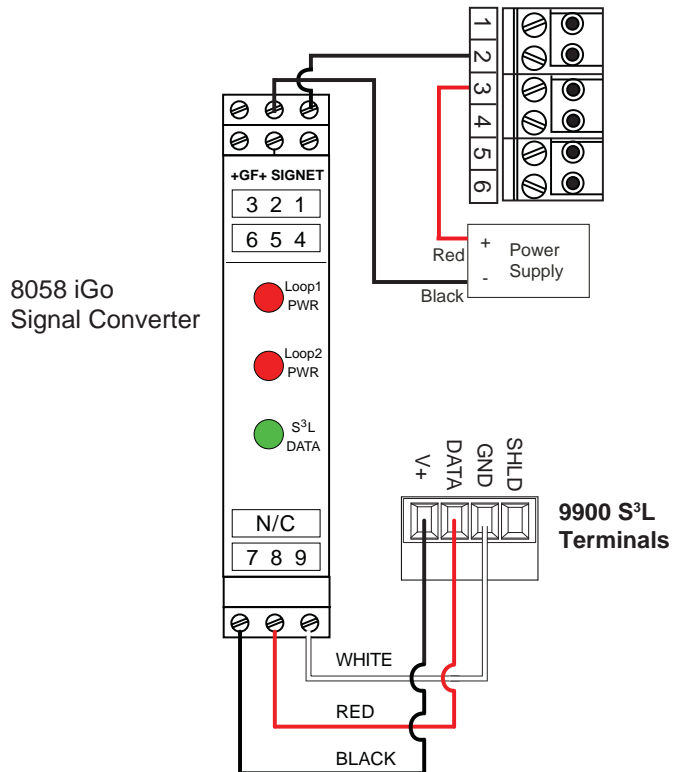 1
2
3
4
5
6
+GF+ SIGNET
3 2 1
6 5 4
Red
+
-
Power
Supply
Black
8058 iGo
Signal Converter
Loop1
PWR
Loop2
PWR
S³L
DATA
V+
DATA
GND
SHLD
9900 S³L
Terminals
N/C
7 8 9
WHITE
RED
BLACK